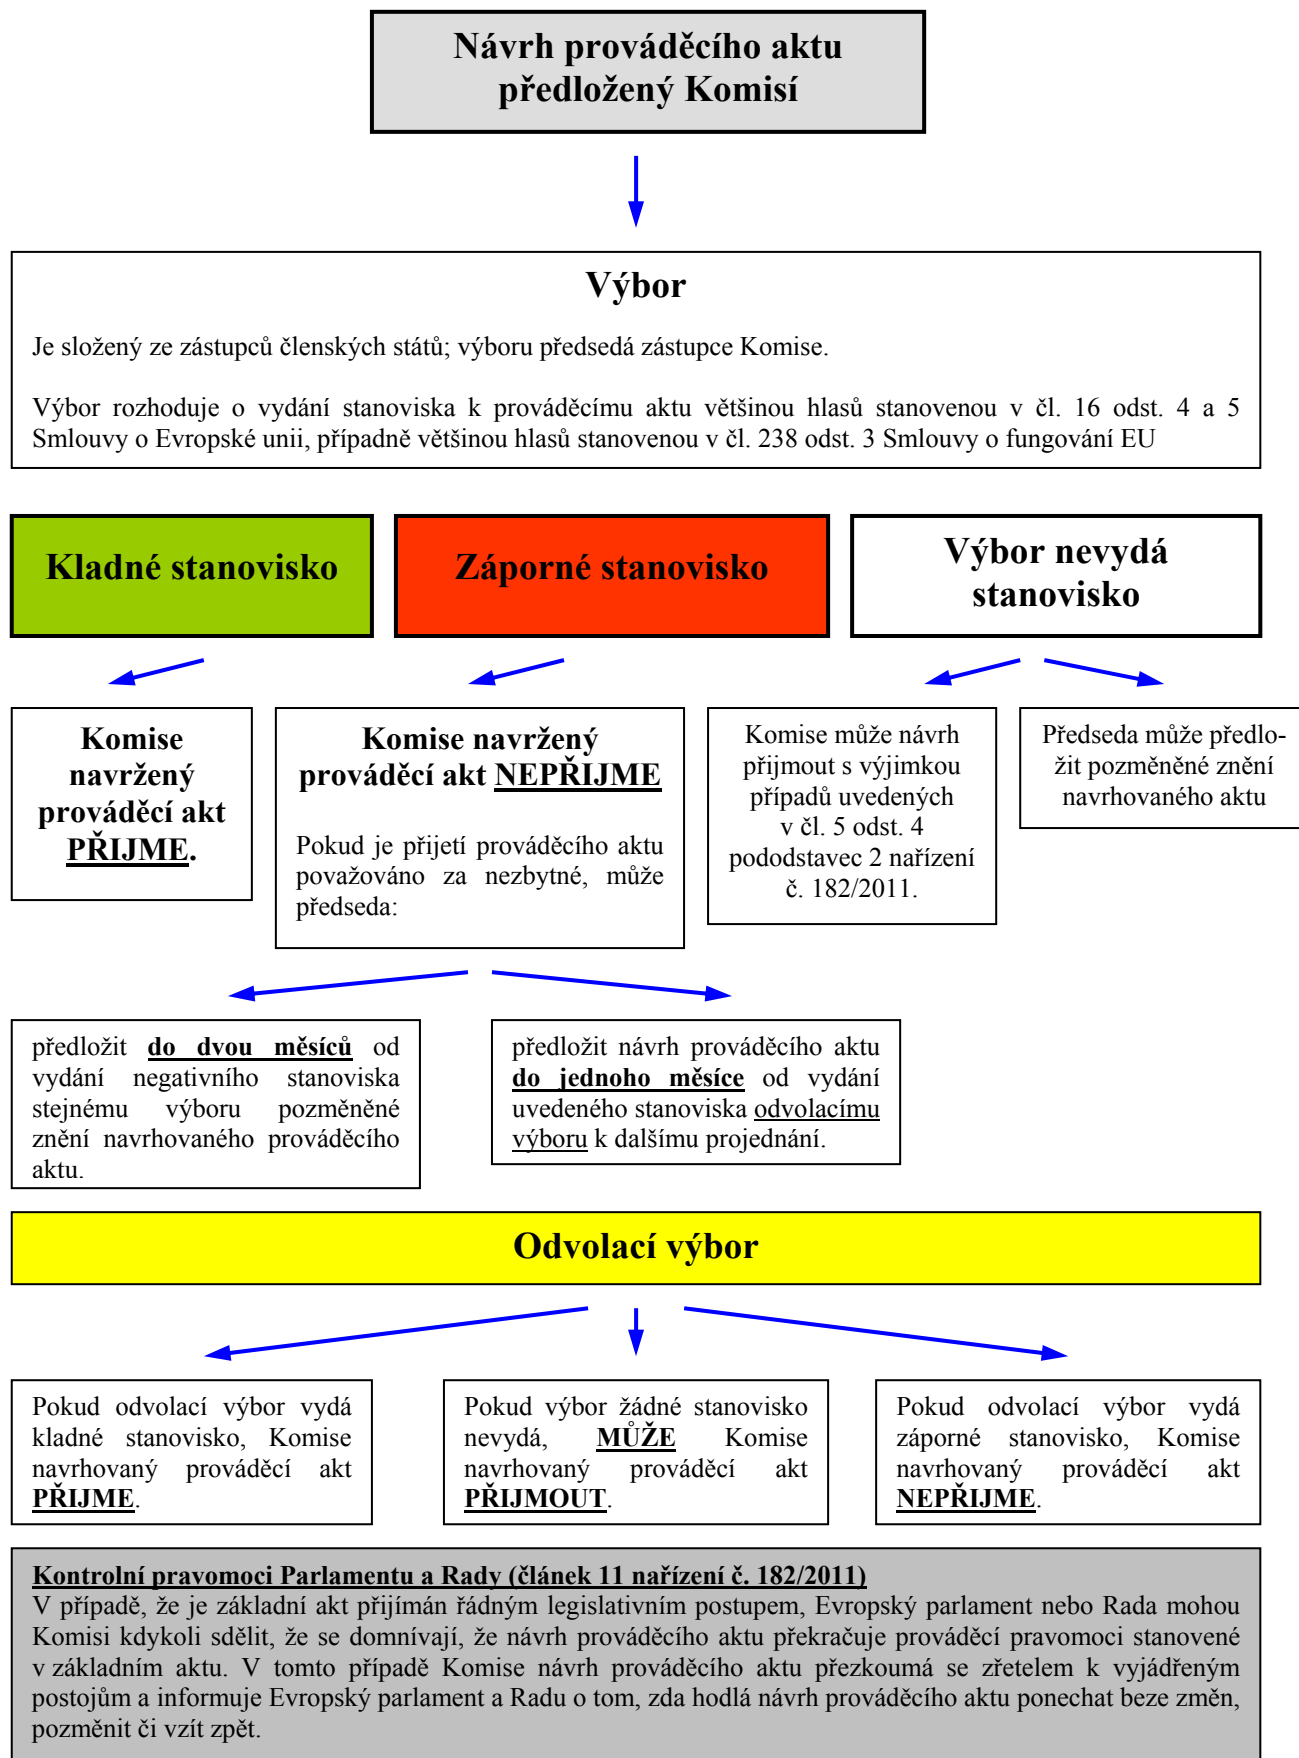 Návrh prováděcího aktu
předložený Komisí
Výbor
Je složený ze zástupců členských států; výboru předsedá zástupce Komise.
Výbor rozhoduje o vydání stanoviska k prováděcímu aktu většinou hlasů stanovenou v čl. 16 odst. 4 a 5
Smlouvy o Evropské unii, případně většinou hlasů stanovenou v čl. 238 odst. 3 Smlouvy o fungování EU
Kladné stanovisko
Záporné stanovisko
Výbor nevydá
stanovisko
Komise
navržený
prováděcí akt
PŘIJME.
Komise navržený
prováděcí akt NEPŘIJME
Pokud je přijetí prováděcího aktu
považováno za nezbytné, může
předseda:
Komise může návrh
přijmout s výjimkou
případů uvedených
v čl. 5 odst. 4
pododstavec 2 nařízení
č. 182/2011.
Předseda může předlo-
žit pozměněné znění
navrhovaného aktu
předložit do dvou měsíců od
vydání negativního stanoviska
stejnému výboru pozměněné
znění navrhovaného prováděcího
aktu.
předložit návrh prováděcího aktu
do jednoho měsíce od vydání
uvedeného stanoviska odvolacímu
výboru k dalšímu projednání.
Odvolací výbor
Pokud odvolací výbor vydá
kladné stanovisko, Komise
navrhovaný prováděcí akt
PŘIJME.
Pokud výbor žádné stanovisko
nevydá, MŮŽE Komise
navrhovaný prováděcí akt
PŘIJMOUT.
Pokud odvolací výbor vydá
záporné stanovisko, Komise
navrhovaný prováděcí akt
NEPŘIJME.
Kontrolní pravomoci Parlamentu a Rady (článek 11 nařízení č. 182/2011)
V případě, že je základní akt přijímán řádným legislativním postupem, Evropský parlament nebo Rada mohou
Komisi kdykoli sdělit, že se domnívají, že návrh prováděcího aktu překračuje prováděcí pravomoci stanovené
v základním aktu. V tomto případě Komise návrh prováděcího aktu přezkoumá se zřetelem k vyjádřeným
postojům a informuje Evropský parlament a Radu o tom, zda hodlá návrh prováděcího aktu ponechat beze změn,
pozměnit či vzít zpět.